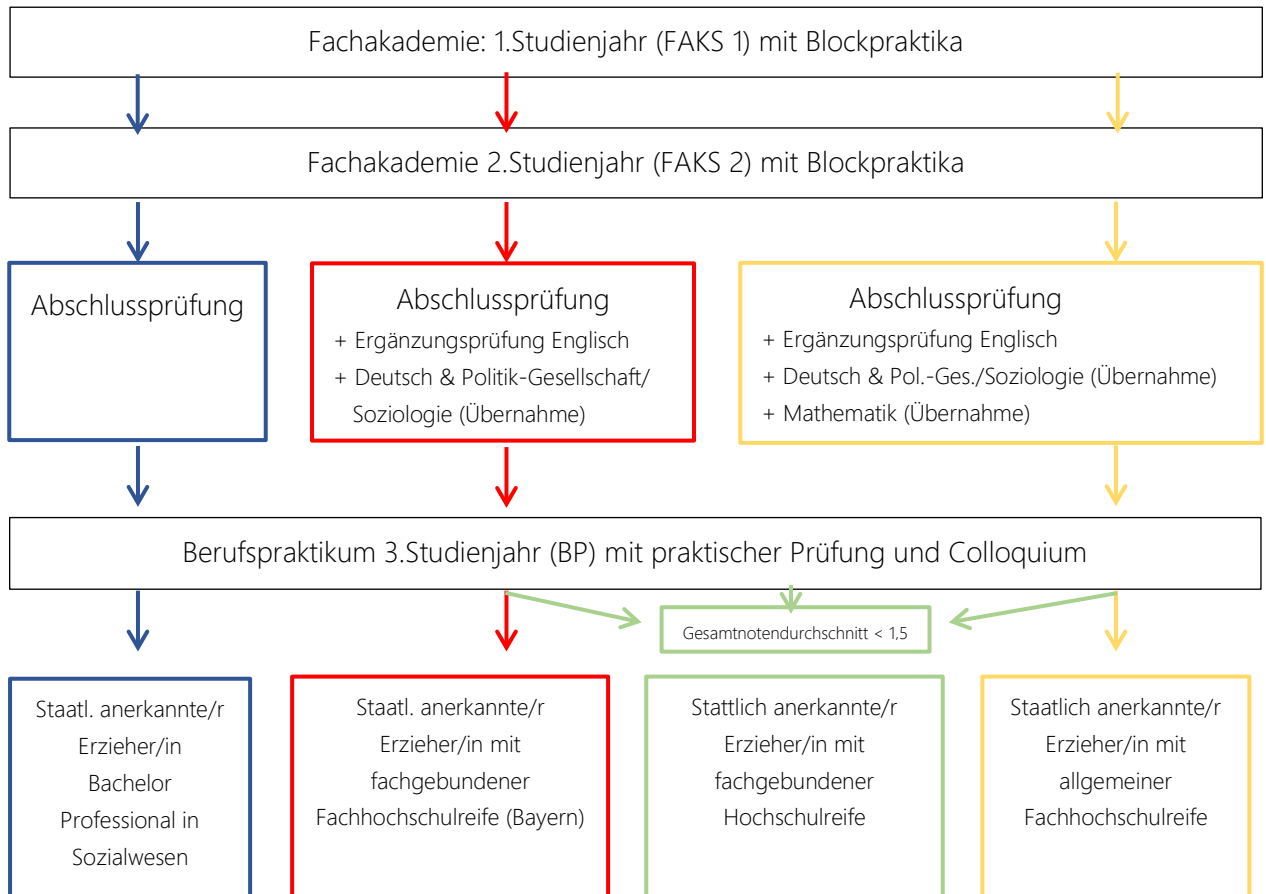 Fachakademie: 1.Studienjahr (FAKS 1) mit Blockpraktika
Fachakademie 2.Studienjahr (FAKS 2) mit Blockpraktika
Abschlussprüfung
Abschlussprüfung
+ Ergänzungsprüfung Englisch
+ Deutsch & Politik-Gesellschaft/
Soziologie (Übernahme)
Abschlussprüfung
+ Ergänzungsprüfung Englisch
+ Deutsch & Pol.-Ges./Soziologie (Übernahme)
+ Mathematik (Übernahme)
Berufspraktikum 3.Studienjahr (BP) mit praktischer Prüfung und Colloquium
Gesamtnotendurchschnitt < 1,5
Staatl. anerkannte/r
Erzieher/in
Bachelor
Professional in
Sozialwesen
Staatl. anerkannte/r
Erzieher/in mit
fachgebundener
Fachhochschulreife (Bayern)
Stattlich anerkannte/r
Erzieher/in mit
fachgebundener
Hochschulreife
Staatlich anerkannte/r
Erzieher/in mit
allgemeiner
Fachhochschulreife